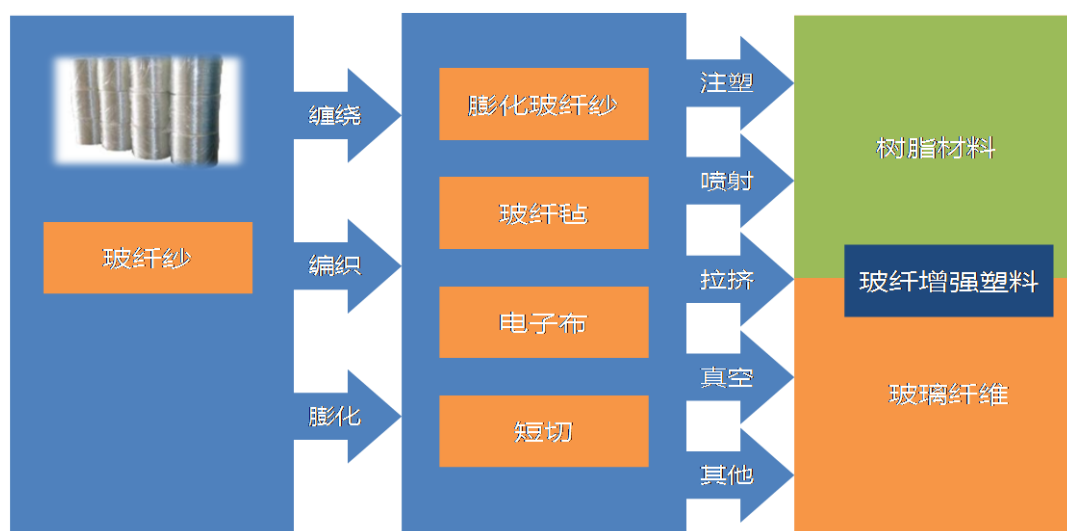 玻纤纱
缠绕
编织
膨化
膨化玻纤纱
玻纤毡
电子布
短切
注塑
喷射
拉挤
真空
其他
树脂材料
玻纤增强塑料
玻璃纤维